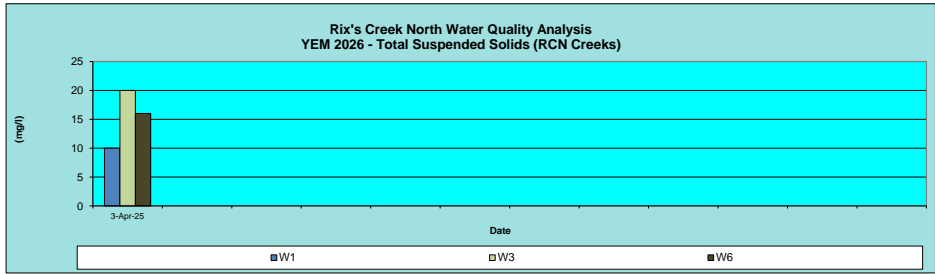 Rix's Creek North Water Quality Analysis
YEM 2026 - Total Suspended Solids (RCN Creeks)
25
20
15
10
5
0
(mg/l)
3-Apr-25
Date
W1 W3 W6